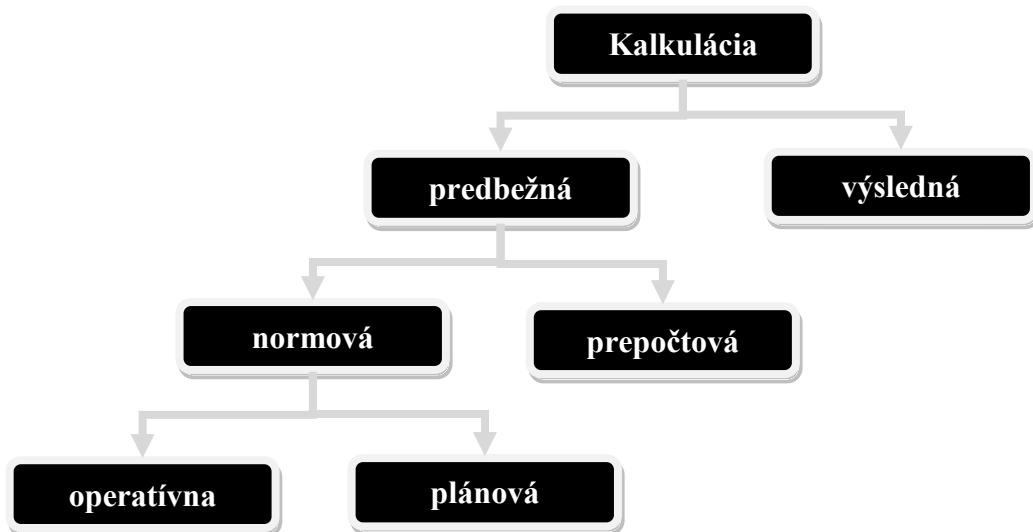 Kalkulácia
predbežná
výsledná
normová
prepočtová
operatívna
plánová